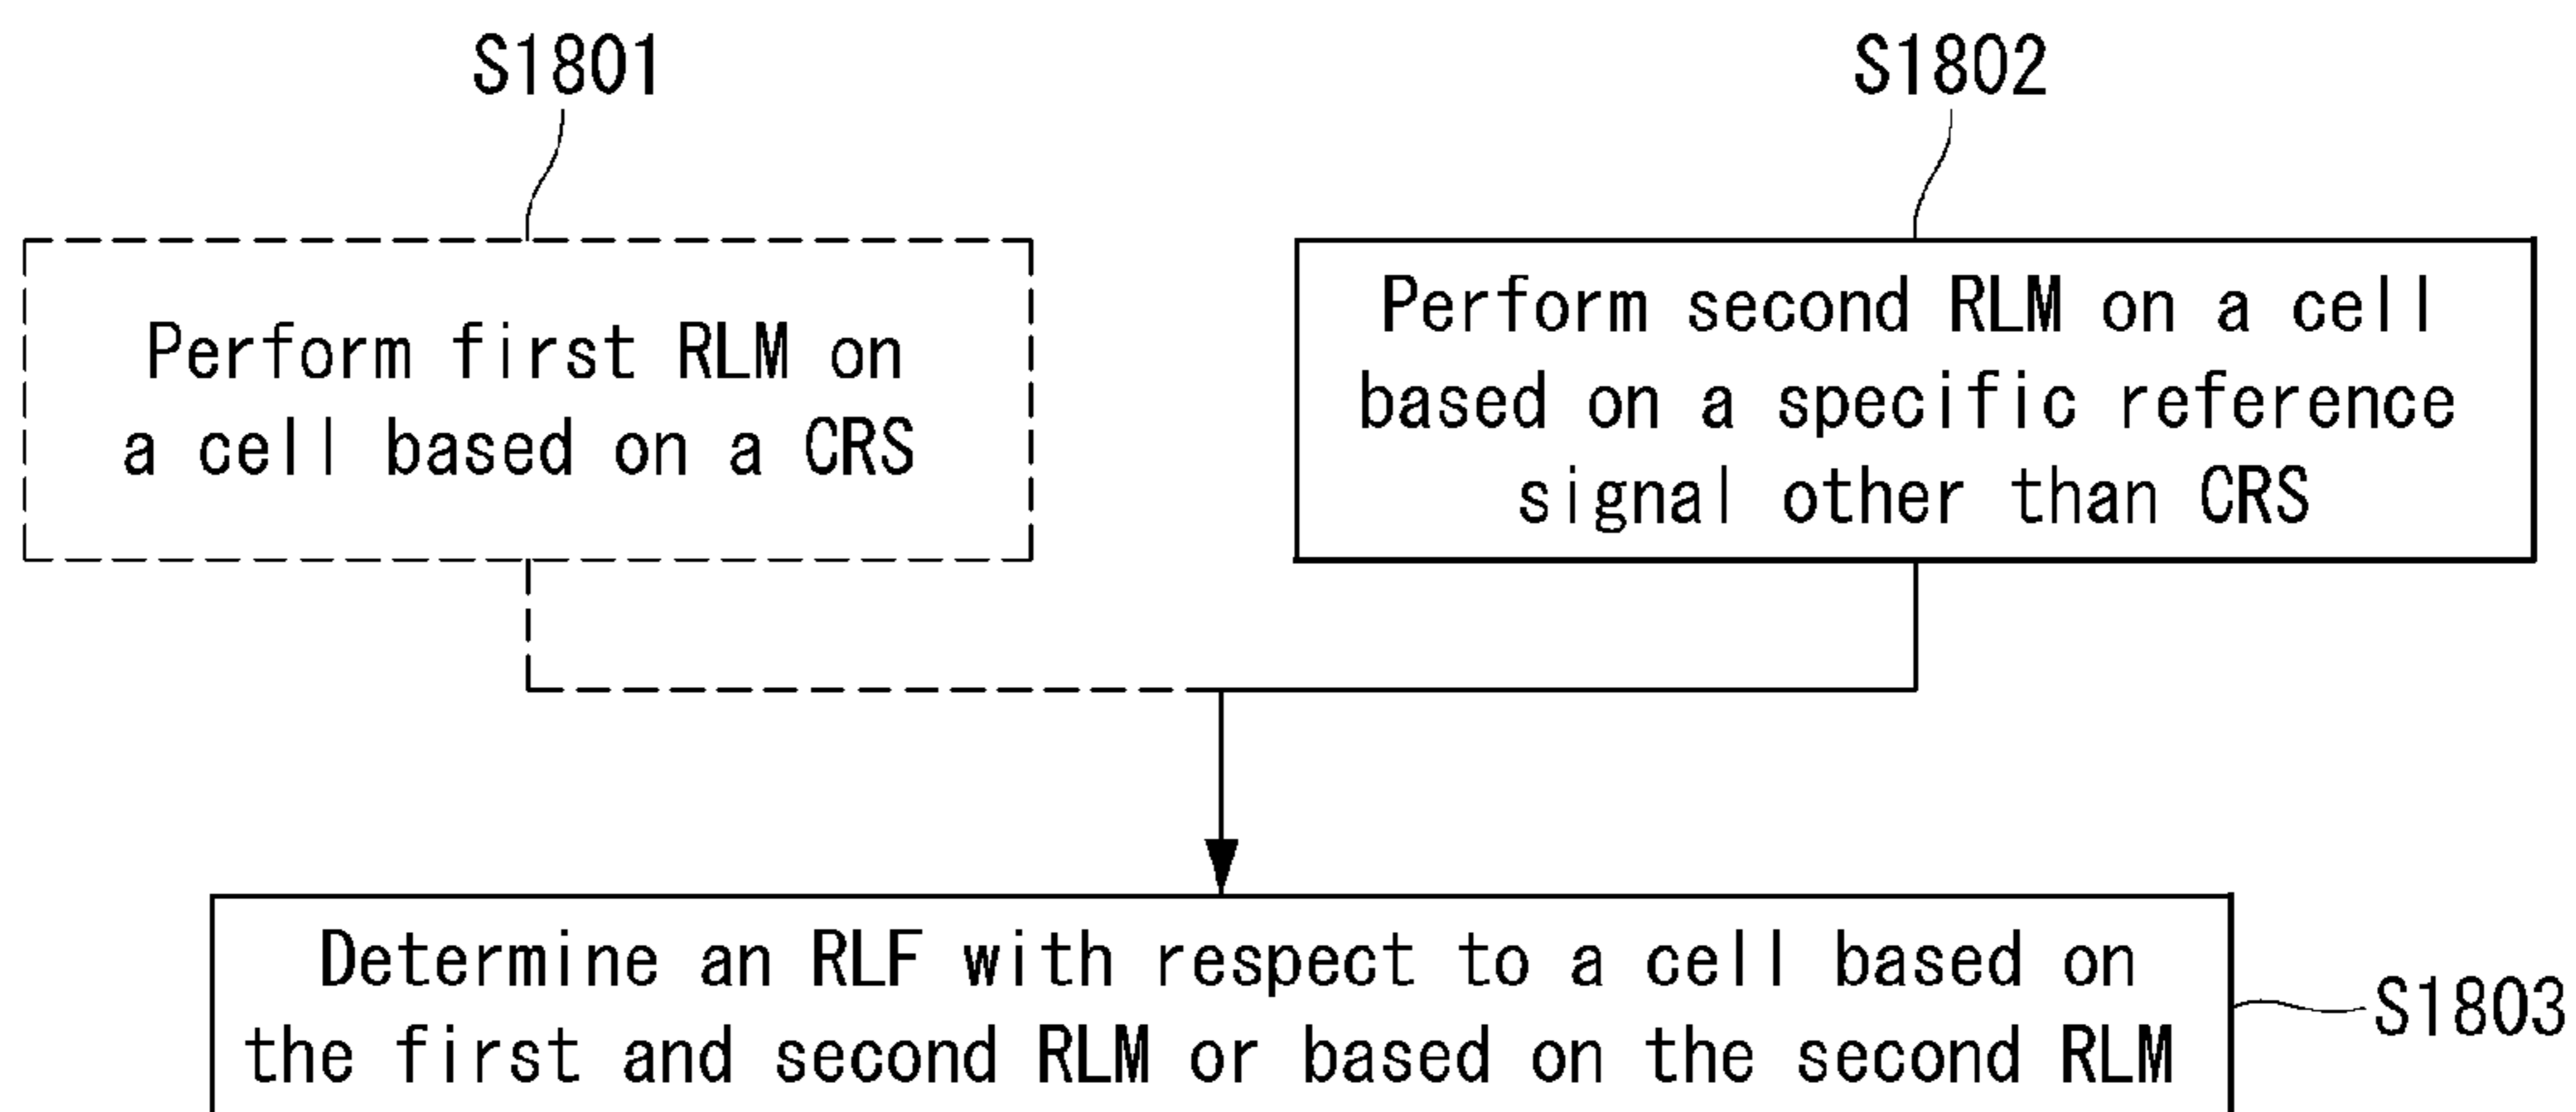 S1801
S1802
Perform first RLM on
a cell based on a CRS
Perform second RLM on a cell
based on a specific reference
signal other than CRS
Determine an RLF with respect to a cell based on
the first and second RLM or based on the second RLM
S1803